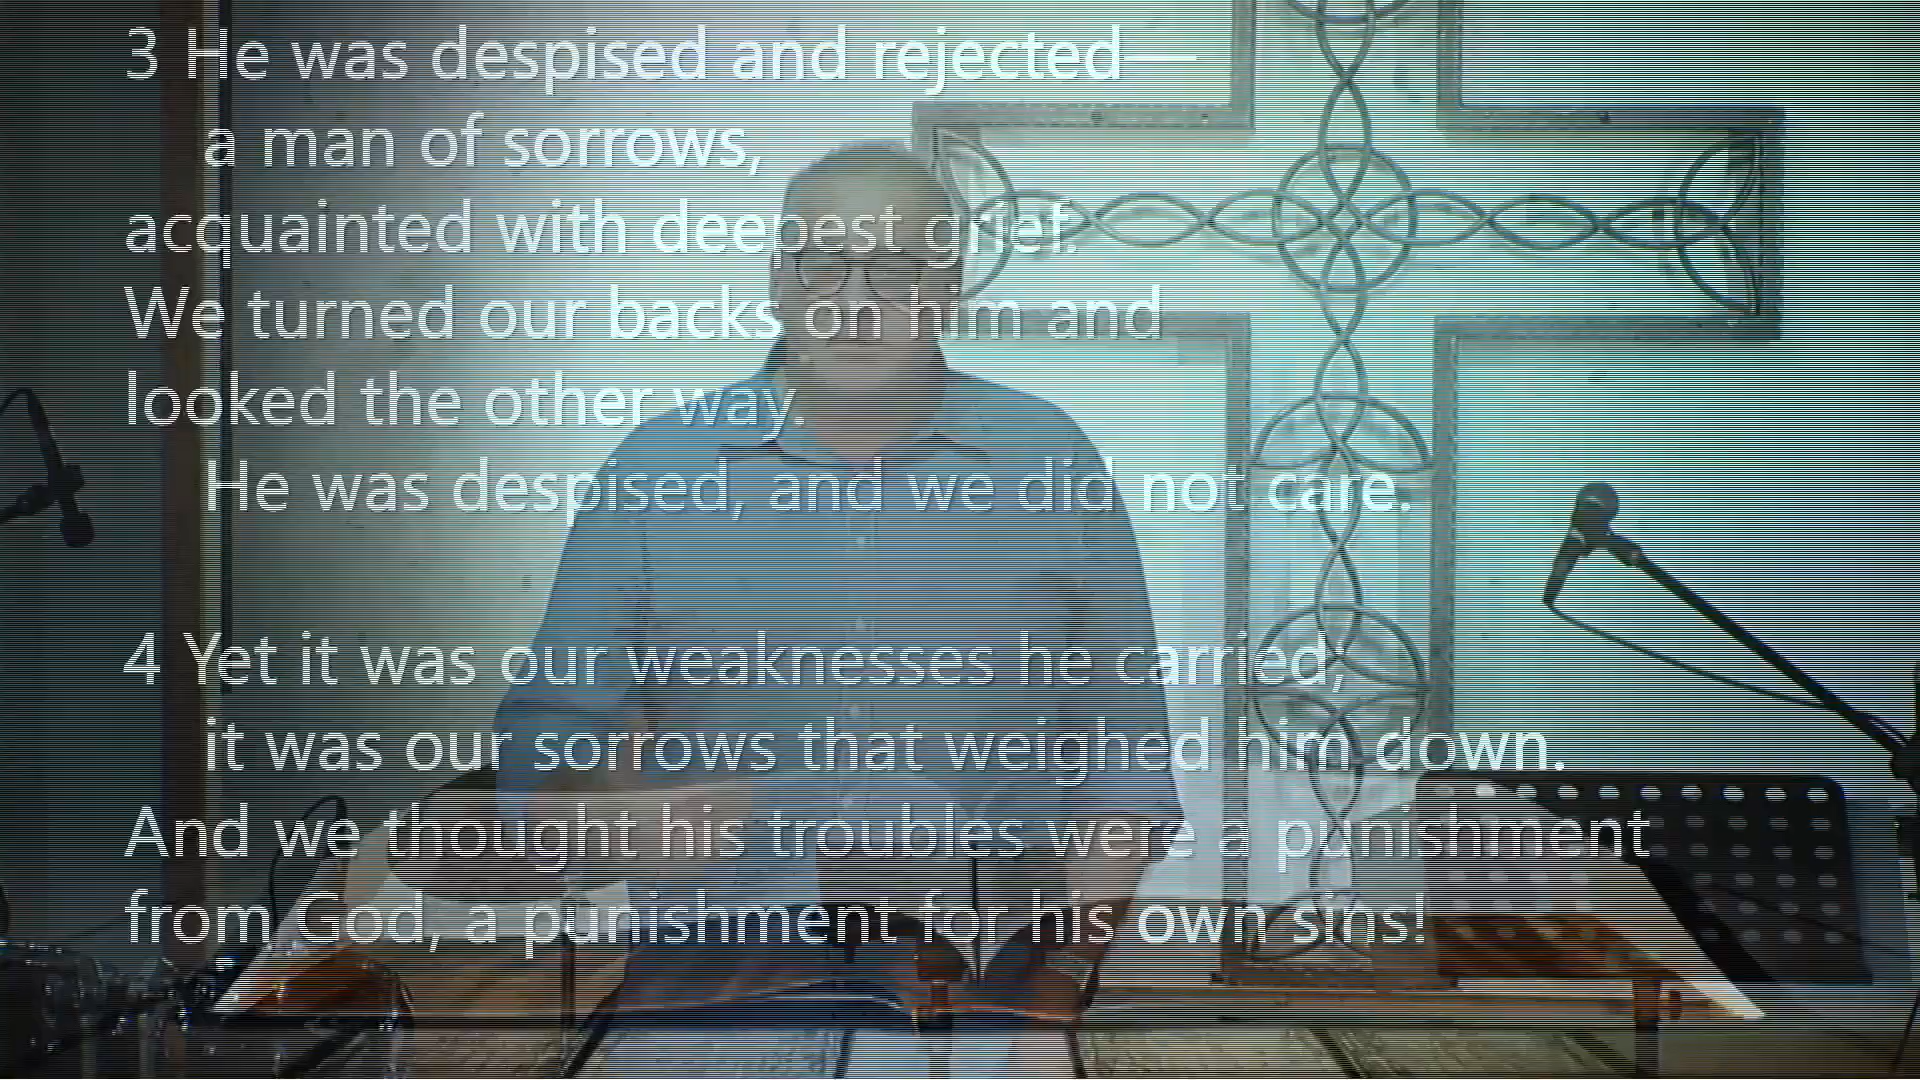 3 He was despised and rejected—
a man of sorrows,
acquainted with deepest grief.
We turned our backs on him and
looked the other way.
He was despised, and we did not care.
4 Yet it was our weaknesses he carried,
it was our sorrows that weighed him down.
And we thought his troubles were a punishment
from God, a punishment for his own sins!